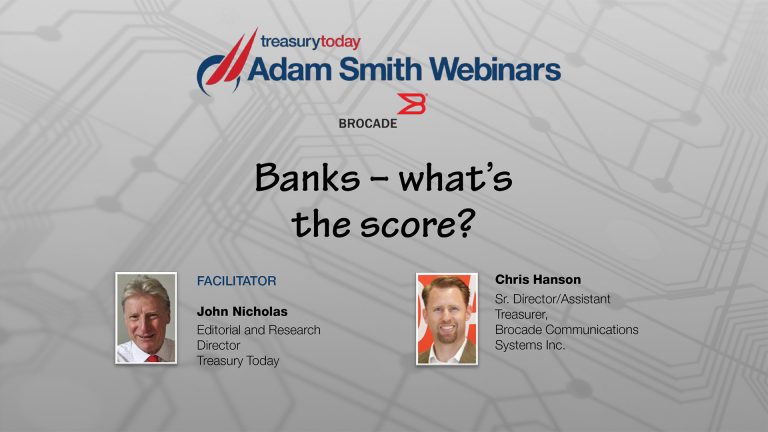 treasurytoday
Adam Smith Webinars
BROCADE
Banks – what's
the score?
FACILITATOR
John Nicholas
Editorial and Research
Director
Treasury Today
Chris Hanson
Sr. Director/Assistant
Treasurer,
Brocade Communications
Systems Inc.